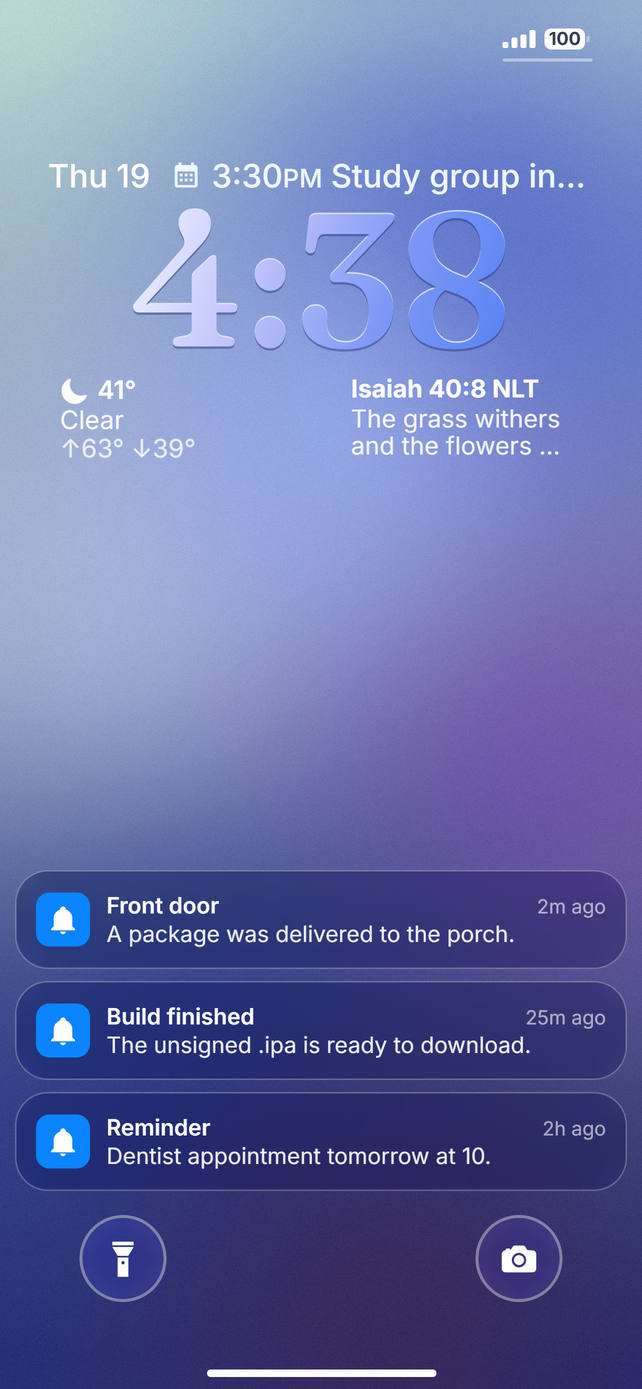 100
Thu 19 3:30PM Study group in...
4:38
41°
Clear
↑63° ↓39°
Isaiah 40:8 NLT
The grass withers
and the flowers ...
Front door
2m ago
A package was delivered to the porch.
Build finished
25m ago
The unsigned .ipa is ready to download.
Reminder
2h ago
Dentist appointment tomorrow at 10.